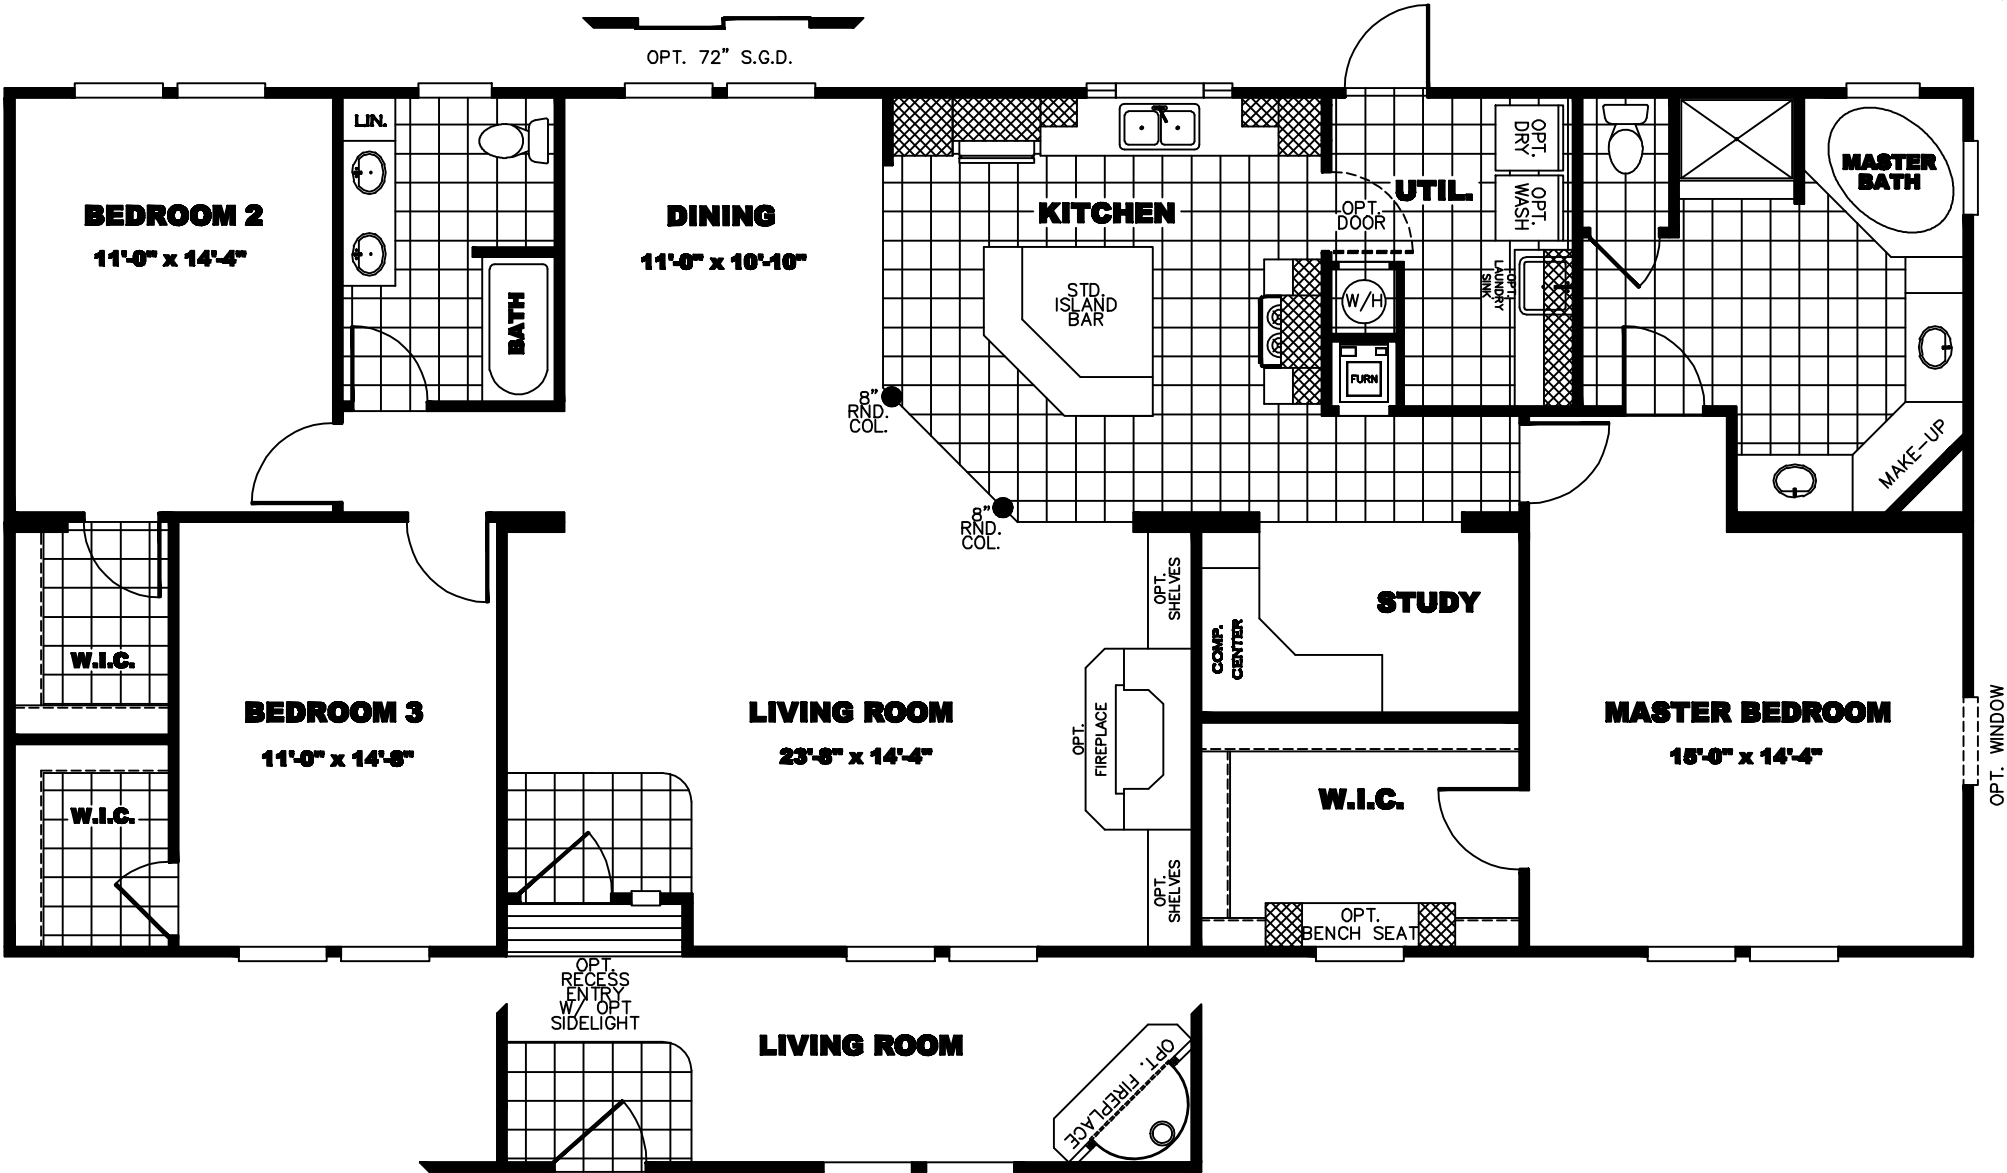 OPT. 72" S.G.D.
LIN.
BEDROOM 2
11'-0" x 14'-4"
BATH
DINING
11'-0" x 10'-10"
KITCHEN
STD.
ISLAND
BAR
8"
RND.
COL.
8"
RND.
COL.
UTIL.
OPT.
DOOR
OPT.
DRY
OPT.
WASH
OPT.
LAUNDRY
SINK
W/H
FURN
MASTER
BATH
MAKE-UP
W.I.C.
W.I.C.
BEDROOM 3
11'-0" x 14'-8"
LIVING ROOM
23'-8" x 14'-4"
OPT.
SHELVES
OPT.
FIREPLACE
OPT.
SHELVES
STUDY
COMP.
CENTER
W.I.C.
OPT.
BENCH SEAT
MASTER BEDROOM
15'-0" x 14'-4"
OPT. WINDOW
OPT.
RECESS
ENTRY
W/ OPT
SIDELIGHT
LIVING ROOM
OPT. FIREPLACE